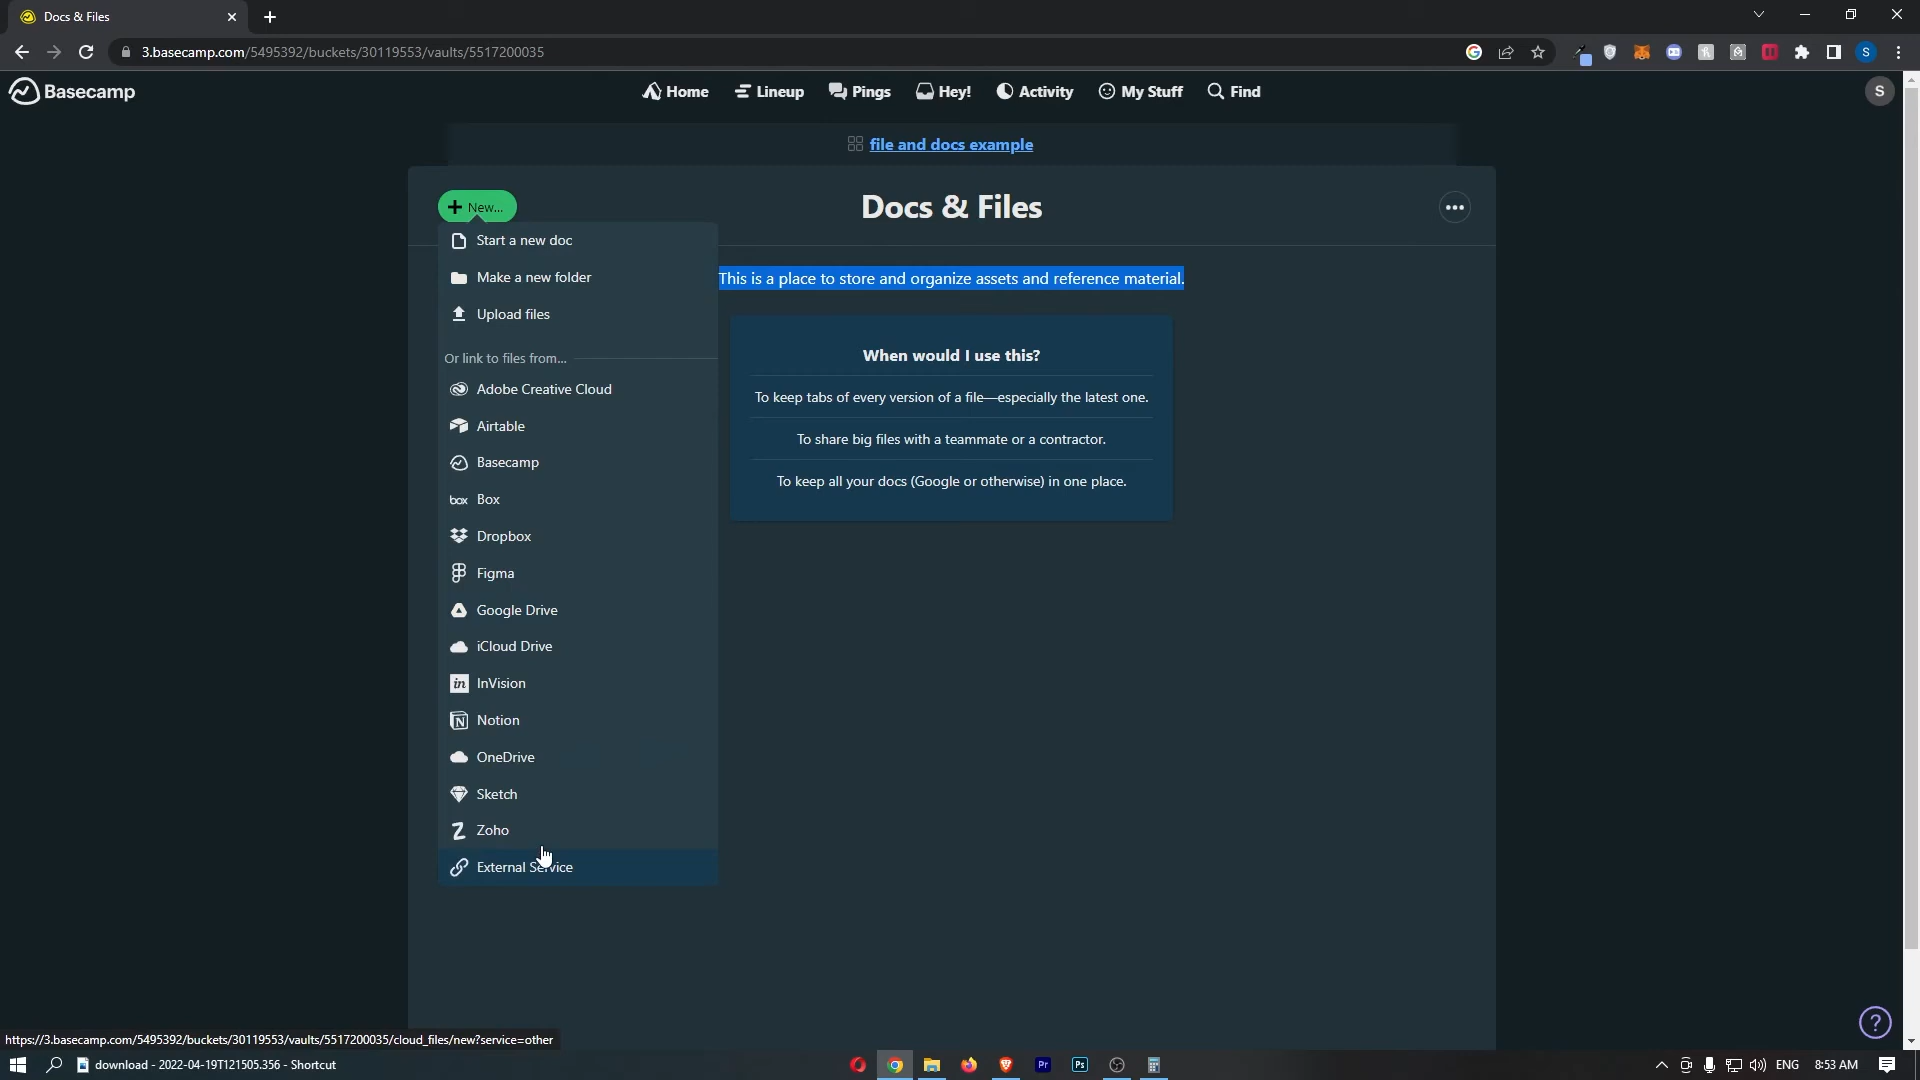 Docs & Files
3.basecamp.com/5495392/buckets/30119553/vaults/5517200035
S
Basecamp
Home
Lineup
Pings
Hey!
Activity
My Stuff
Find
S
file and docs example
New...
Docs & Files
Start a new doc
Make a new folder
Upload files
Or link to files from...
Adobe Creative Cloud
Airtable
Basecamp
box Box
Dropbox
Figma
Google Drive
iCloud Drive
in InVision
N Notion
OneDrive
Sketch
Z Zoho
External Service
This is a place to store and organize assets and reference material.
When would I use this?
To keep tabs of every version of a file—especially the latest one.
To share big files with a teammate or a contractor.
To keep all your docs (Google or otherwise) in one place.
?
https://3.basecamp.com/5495392/buckets/30119553/vaults/5517200035/cloud_files/new?service=other
download - 2022-04-19T121505.356 - Shortcut
Pr
Ps
ENG
8:53 AM